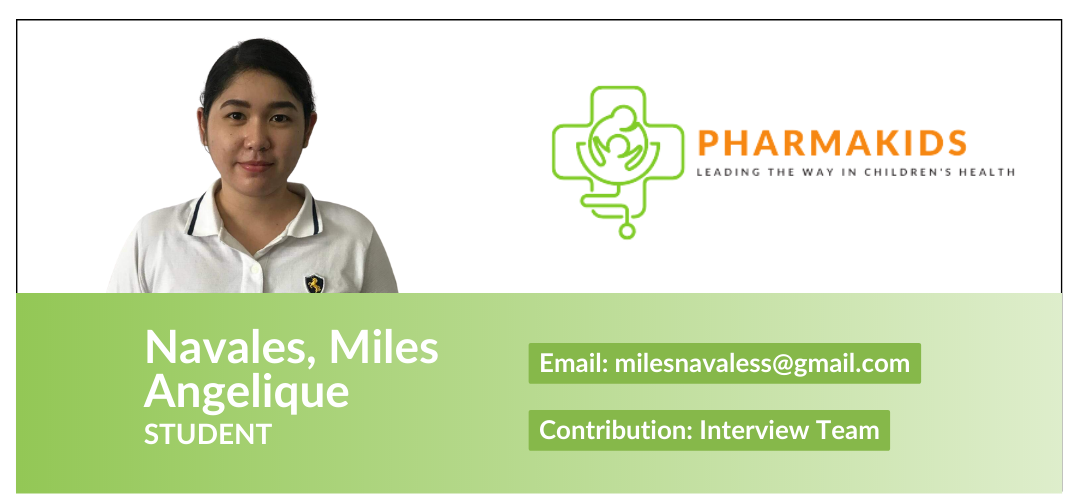 PHARMAKIDS
LEADING THE WAY IN CHILDREN'S HEALTH
Navales, Miles
Angelique
STUDENT
Email: milesnavaless@gmail.com
Contribution: Interview Team